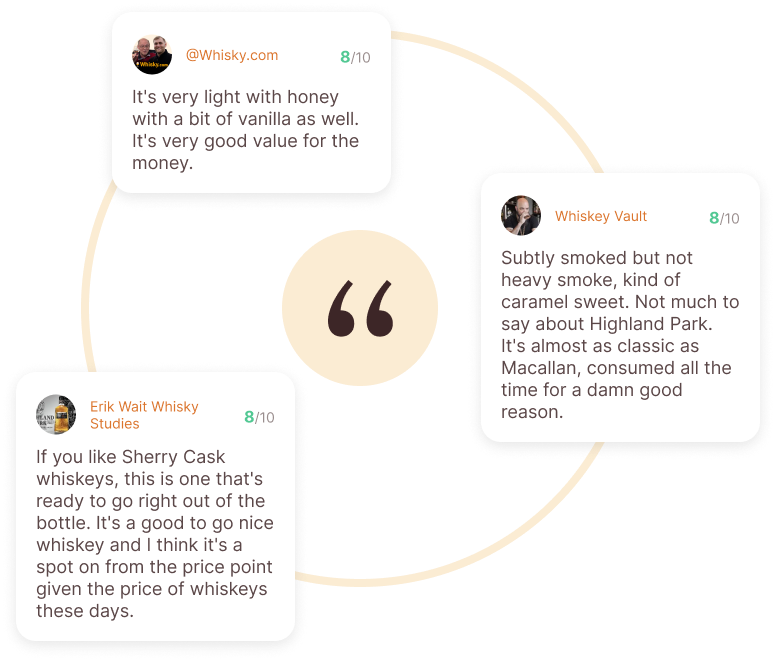 @Whisky.com
8/10
Whisky.com
It's very light with honey
with a bit of vanilla as well.
It's very good value for the
money.
Whiskey Vault
8/10
Subtly smoked but not
heavy smoke, kind of
caramel sweet. Not much to
say about Highland Park.
It's almost as classic as
Macallan, consumed all the
time for a damn good
reason.
“
Erik Wait Whisky
Studies
8/10
If you like Sherry Cask
whiskeys, this is one that's
ready to go right out of the
bottle. It's a good to go nice
whiskey and I think it's a
spot on from the price point
given the price of whiskeys
these days.